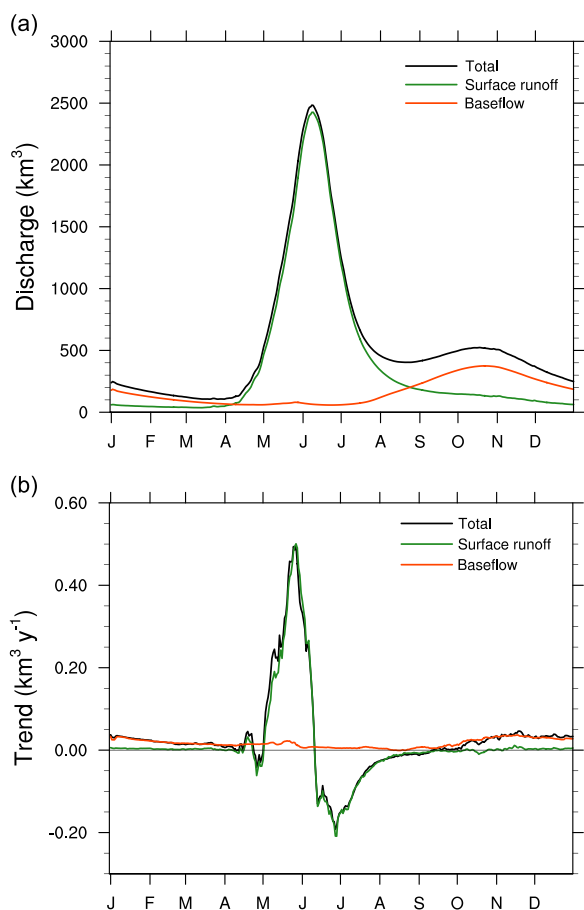 (a)
3000
2500
2000
1500
1000
500
0
Discharge (km³)
Total
Surface runoff
Baseflow
J F M A M J J A S O N D
(b)
0.60
0.40
0.20
0.00
-0.20
Trend (km³ y⁻¹)
Total
Surface runoff
Baseflow
J F M A M J J A S O N D